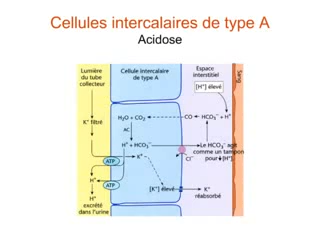 Cellules intercalaires de type A
Acidose
Lumière
du tube
collecteur
Cellule intercalaire
de type A
Espace
interstitiel
Sang
[H⁺] élevé
K⁺ filtré
H₂O + CO₂
CO
HCO₃⁻ + H⁺
AC
H⁺ + HCO₃⁻
Le HCO₃⁻ agit
comme un tampon
pour ↓[H⁺].
K⁺
Cl⁻
ATP
H⁺
ATP
H⁺
excrété
dans l'urine
[K⁺] élevé
K⁺
réabsorbé